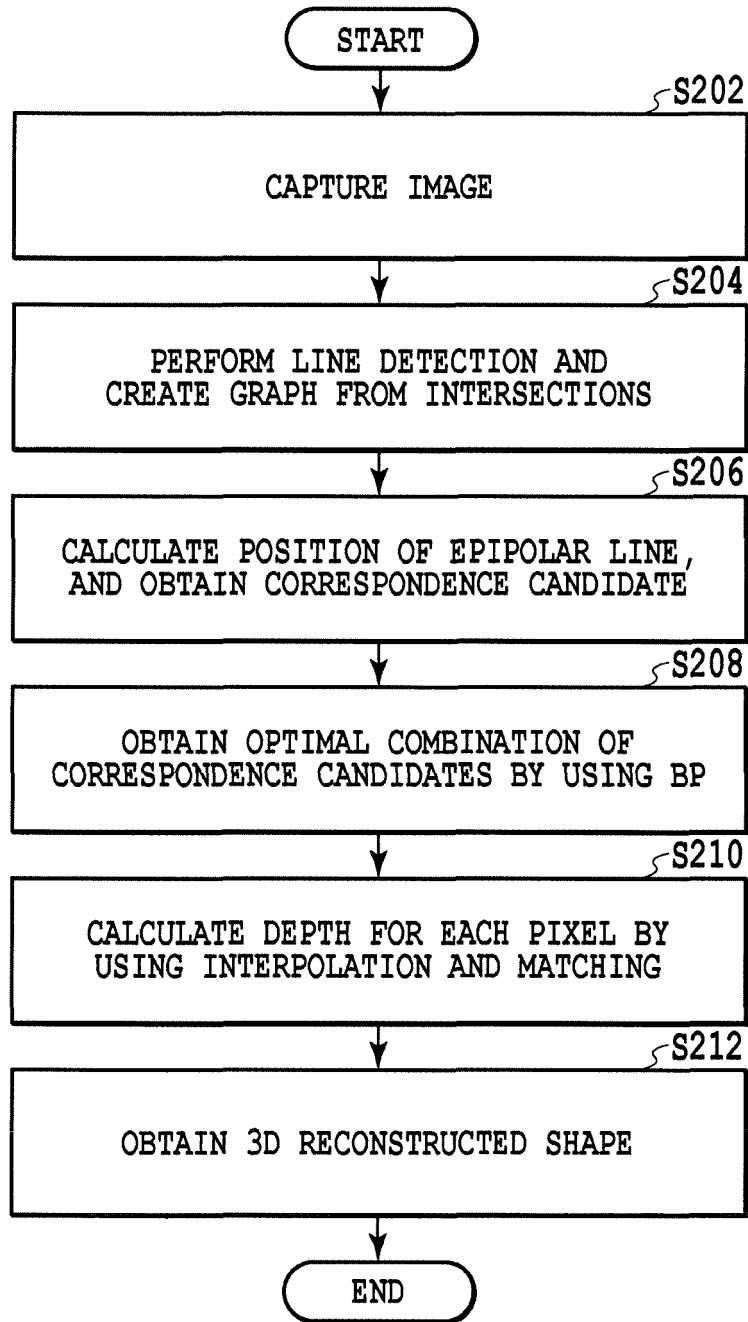 START
S202
CAPTURE IMAGE
S204
PERFORM LINE DETECTION AND
CREATE GRAPH FROM INTERSECTIONS
S206
CALCULATE POSITION OF EPIPOLAR LINE,
AND OBTAIN CORRESPONDENCE CANDIDATE
S208
OBTAIN OPTIMAL COMBINATION OF
CORRESPONDENCE CANDIDATES BY USING BP
S210
CALCULATE DEPTH FOR EACH PIXEL BY
USING INTERPOLATION AND MATCHING
S212
OBTAIN 3D RECONSTRUCTED SHAPE
END